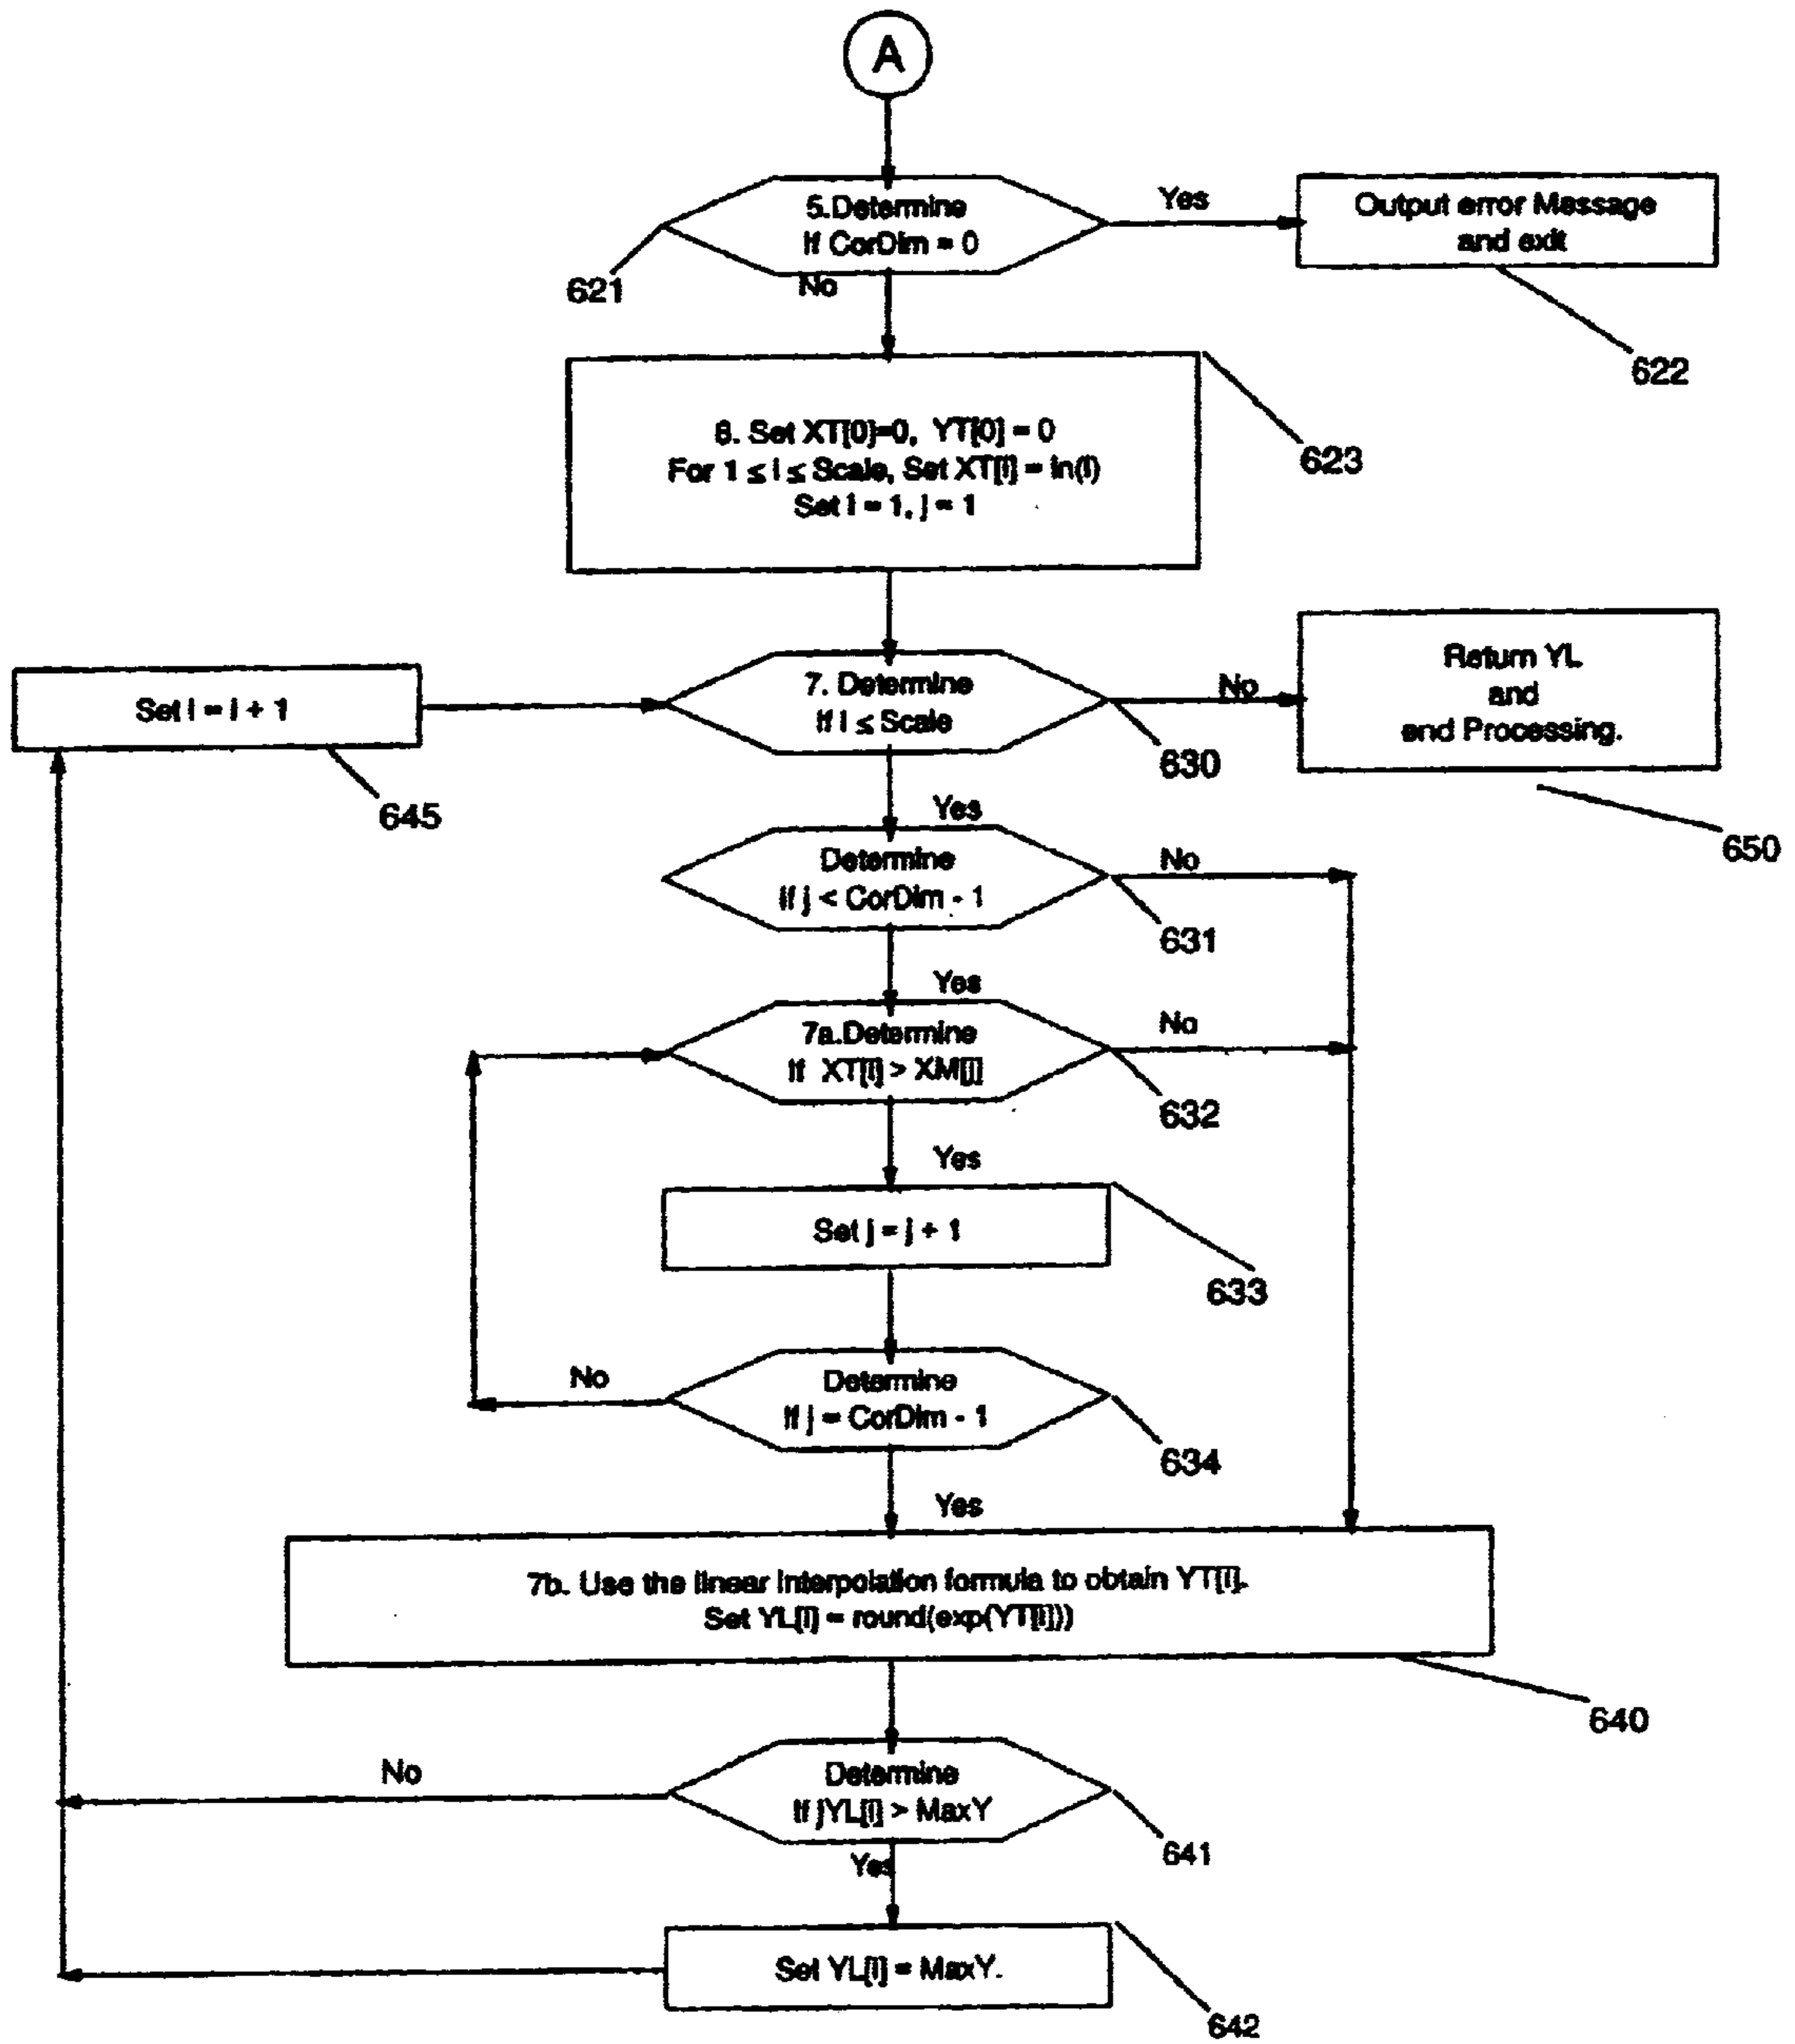 A
5.Determine
If CorDim = 0
Yes
Output error Message
and exit
621
No
622
6. Set XT[0]=0, YT[0] = 0
For 1 ≤ i ≤ Scale, Set XT[i] = ln(i)
Set i = 1, j = 1
623
Set i = i + 1
7. Determine
if i ≤ Scale
No
Return YL
and
end Processing.
645
630
650
Yes
Determine
if j < CorDim - 1
No
631
Yes
7a.Determine
If XT[i] > XM[j]
No
632
Yes
Set j = j + 1
633
No
Determine
If j = CorDim - 1
634
Yes
7b. Use the linear interpolation formula to obtain YT[i].
Set YL[i] = round(exp(YT[i]))
640
No
Determine
If jYL[i] > MaxY
641
Yes
Set YL[i] = MaxY.
642